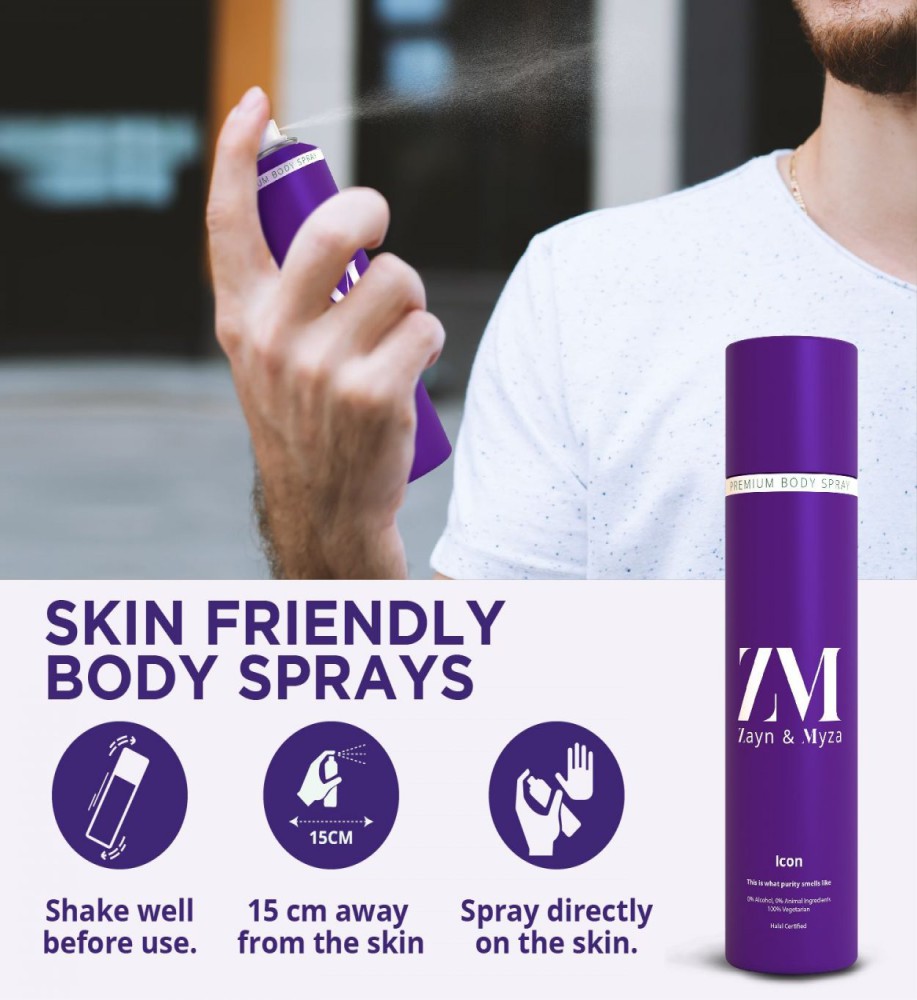 UM BODY SPRAY
M
PREMIUM BODY SPRAY
ZM
Zayn & Myza
Icon
This is what purity smells like
0% Alcohol, 0% Animal Ingredients
100% Vegetarian
Halal Certified
SKIN FRIENDLY
BODY SPRAYS
15CM
Shake well
before use.
15 cm away
from the skin
Spray directly
on the skin.